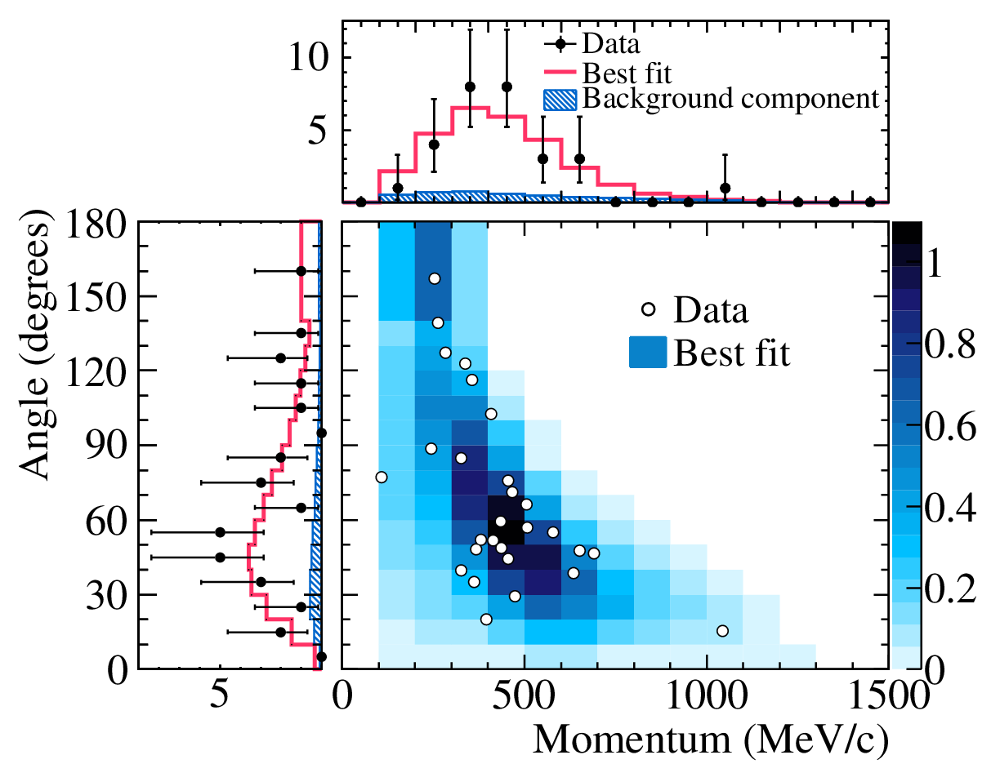 10
5
Data
Best fit
Background component
180
150
120
90
60
30
0
Angle (degrees)
5
Data
Best fit
1
0.8
0.6
0.4
0.2
0
0
500
1000
1500
Momentum (MeV/c)